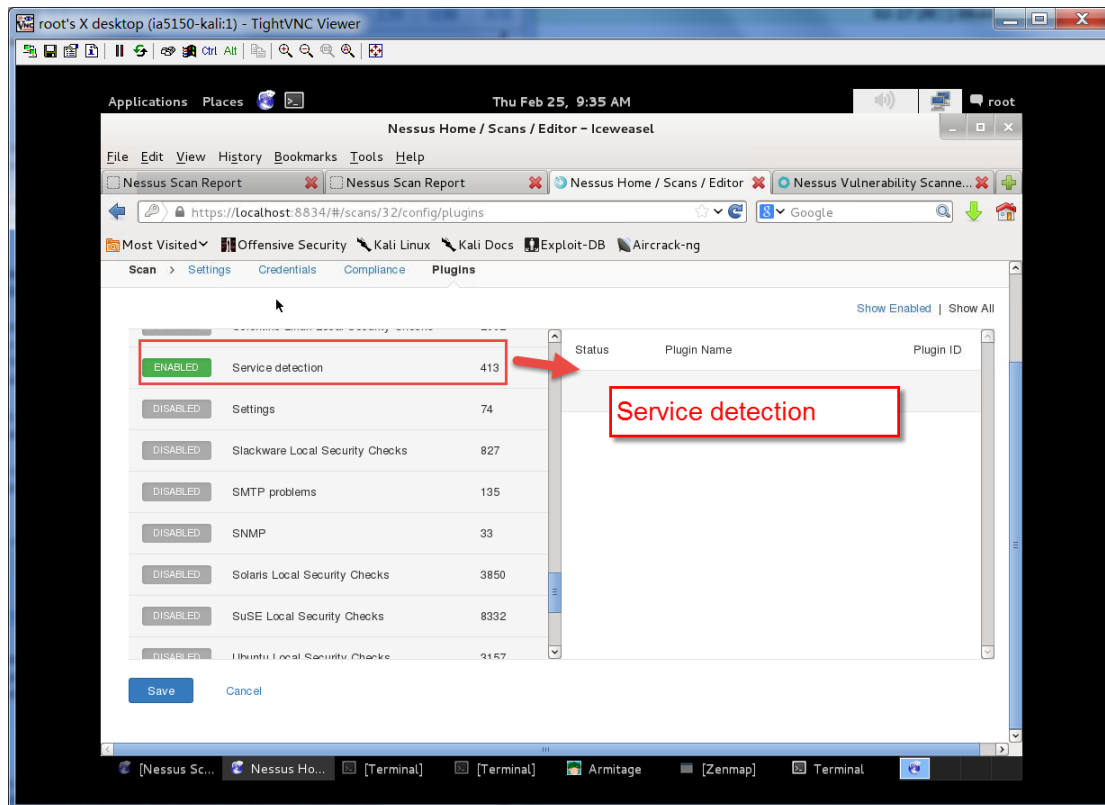 root's X desktop (ia5150-kali:1) - TightVNC Viewer
Ctrl Alt
Applications Places Thu Feb 25, 9:35 AM root
Nessus Home / Scans / Editor - Iceweasel
File Edit View History Bookmarks Tools Help
Nessus Scan Report Nessus Scan Report Nessus Home / Scans / Editor Nessus Vulnerability Scanne...
https://localhost:8834/#/scans/32/config/plugins Google
Most Visited Offensive Security Kali Linux Kali Docs Exploit-DB Aircrack-ng
Scan > Settings Credentials Compliance Plugins
Show Enabled | Show All
Status Plugin Name Plugin ID
ENABLED Service detection 413
Service detection
DISABLED Settings 74
DISABLED Slackware Local Security Checks 827
DISABLED SMTP problems 135
DISABLED SNMP 33
DISABLED Solaris Local Security Checks 3850
DISABLED SuSE Local Security Checks 8332
DISABLED Ubuntu Local Security Checks 3157
Save Cancel
[Nessus Sc... Nessus Ho... [Terminal] [Terminal] Armitage [Zenmap] Terminal